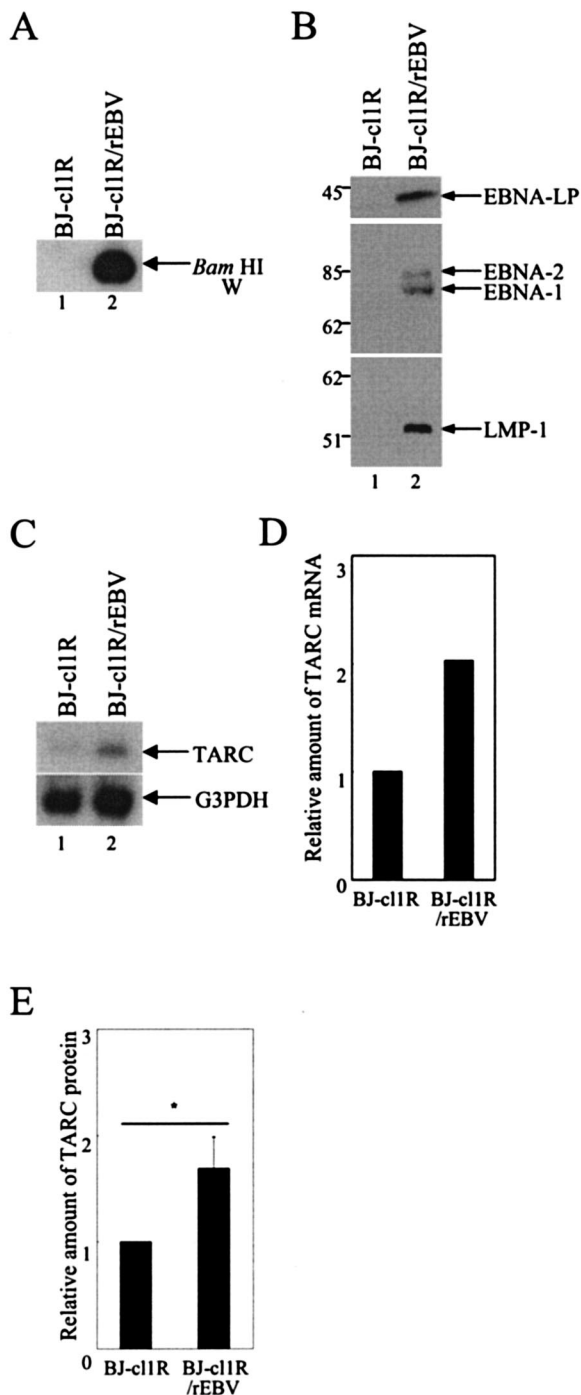 A
BJ-cl1R
BJ-cl1R/rEBV
Bam HI
W
1 2
B
BJ-cl1R
BJ-cl1R/rEBV
45
EBNA-LP
85
EBNA-2
EBNA-1
62
62
51
LMP-1
1 2
C
BJ-cl1R
BJ-cl1R/rEBV
TARC
G3PDH
1 2
D
Relative amount of TARC mRNA
3
2
1
0
BJ-cl1R BJ-cl1R
/rEBV
E
Relative amount of TARC protein
3
2
1
0
*
BJ-cl1R BJ-cl1R
/rEBV